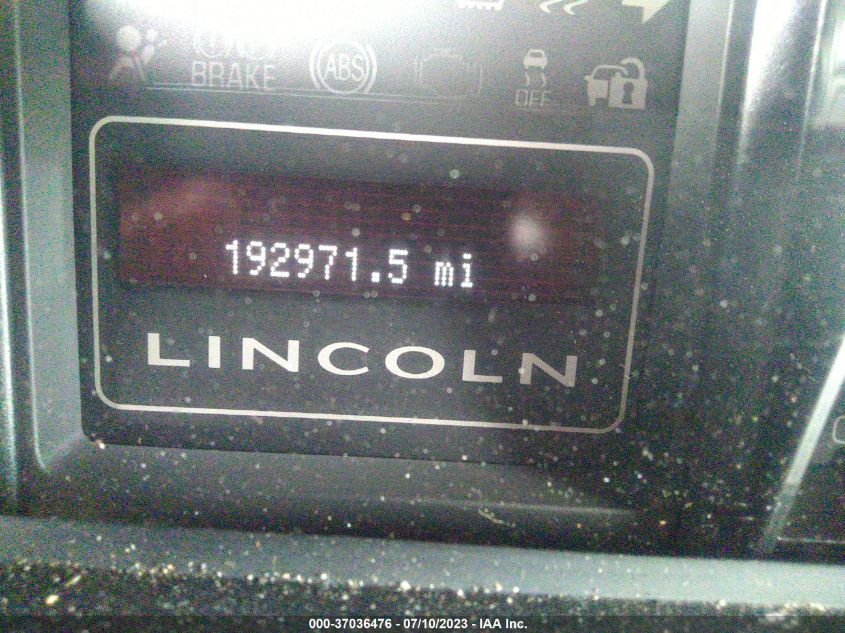 BRAKE
ABS
OFF
192971.5 mi
LINCOLN
000-37036476 - 07/10/2023 - IAA Inc.